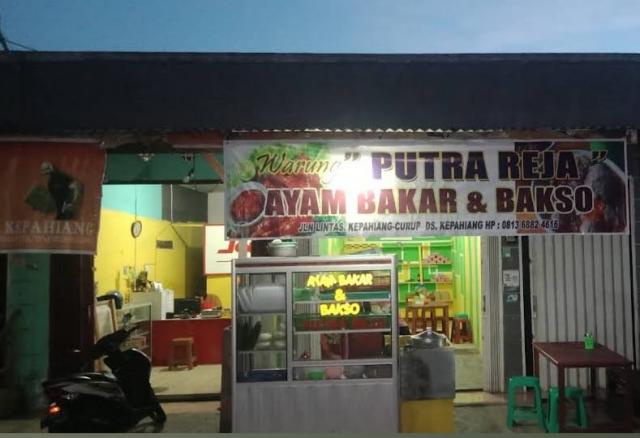 KEPAHIANG
Warung " PUTRA REJA "
AYAM BAKAR & BAKSO
JLN LINTAS. KEPAHIANG-CURUP DS. KEPAHIANG HP : 0813 6882 4616
AYAM BAKAR
&
BAKSO